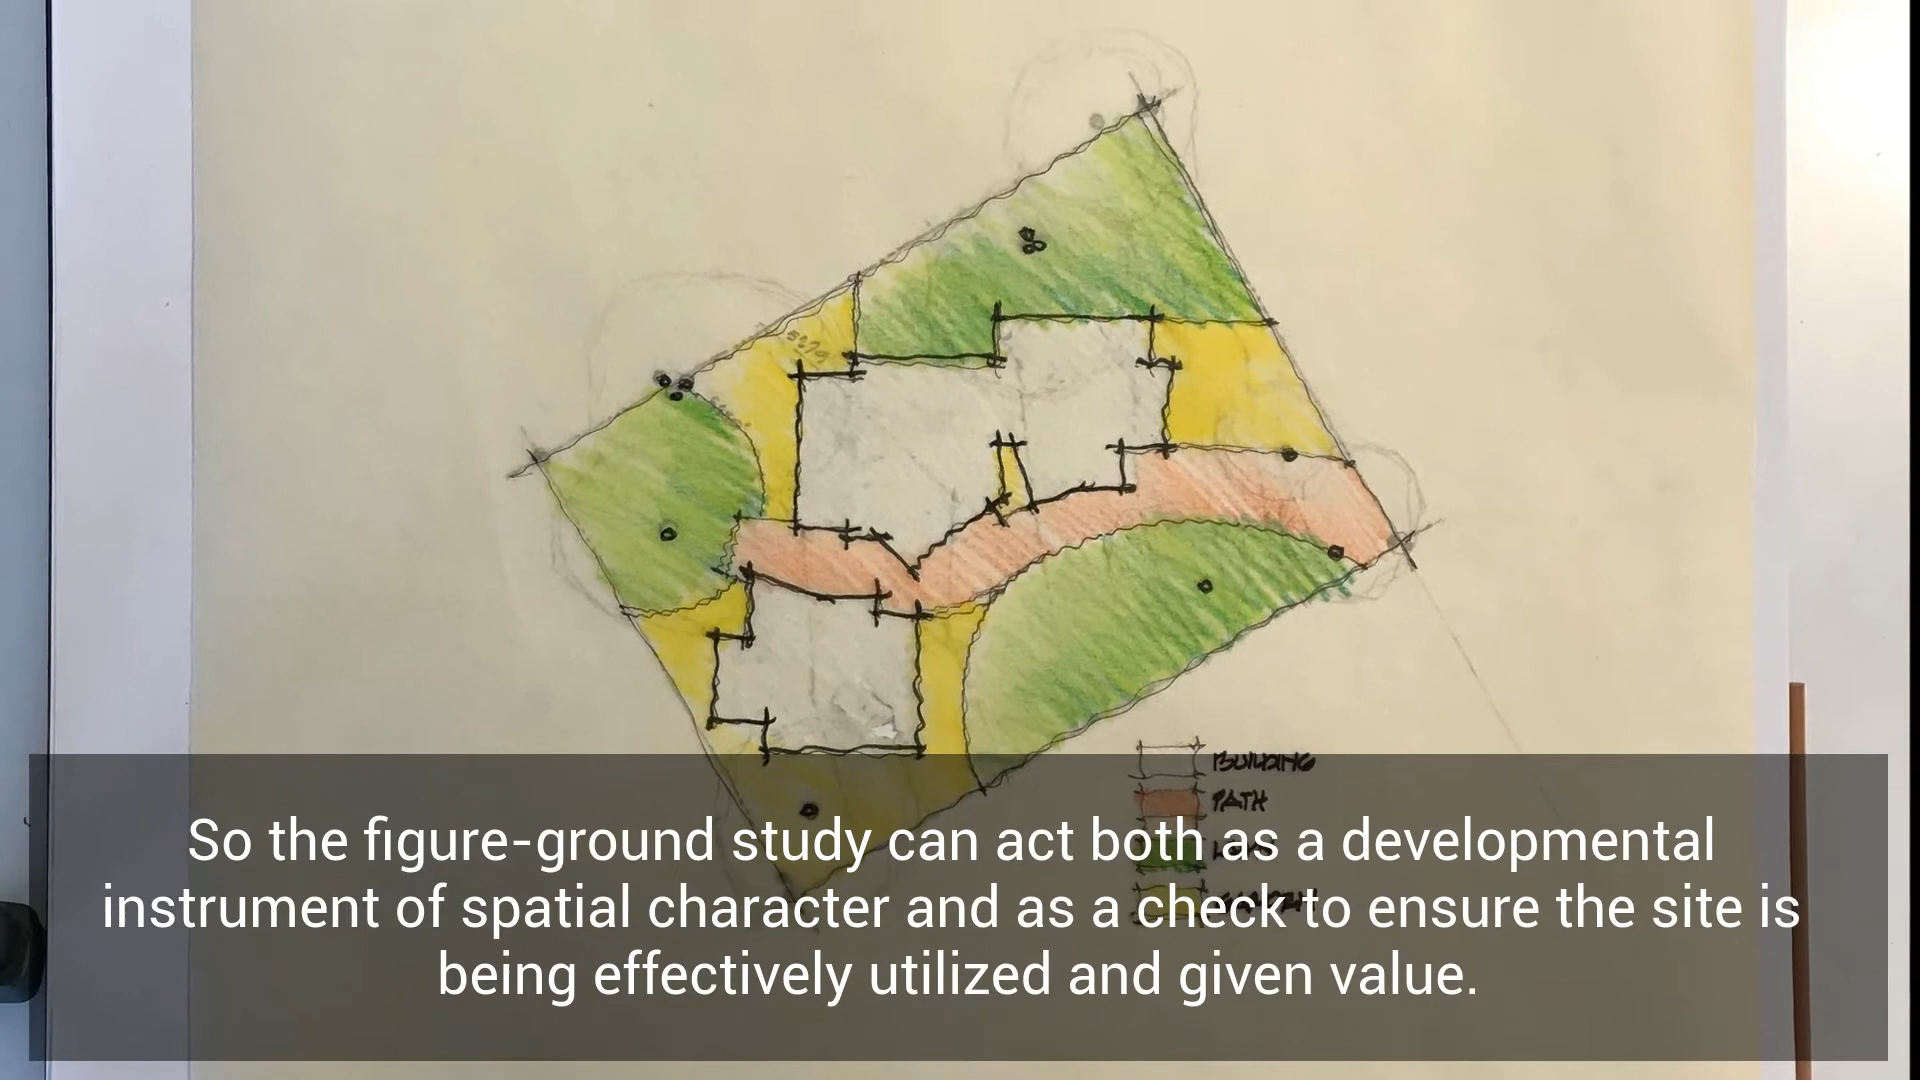 BUILDING
PATH
So the figure-ground study can act both as a developmental
instrument of spatial character and as a check to ensure the site is
being effectively utilized and given value.